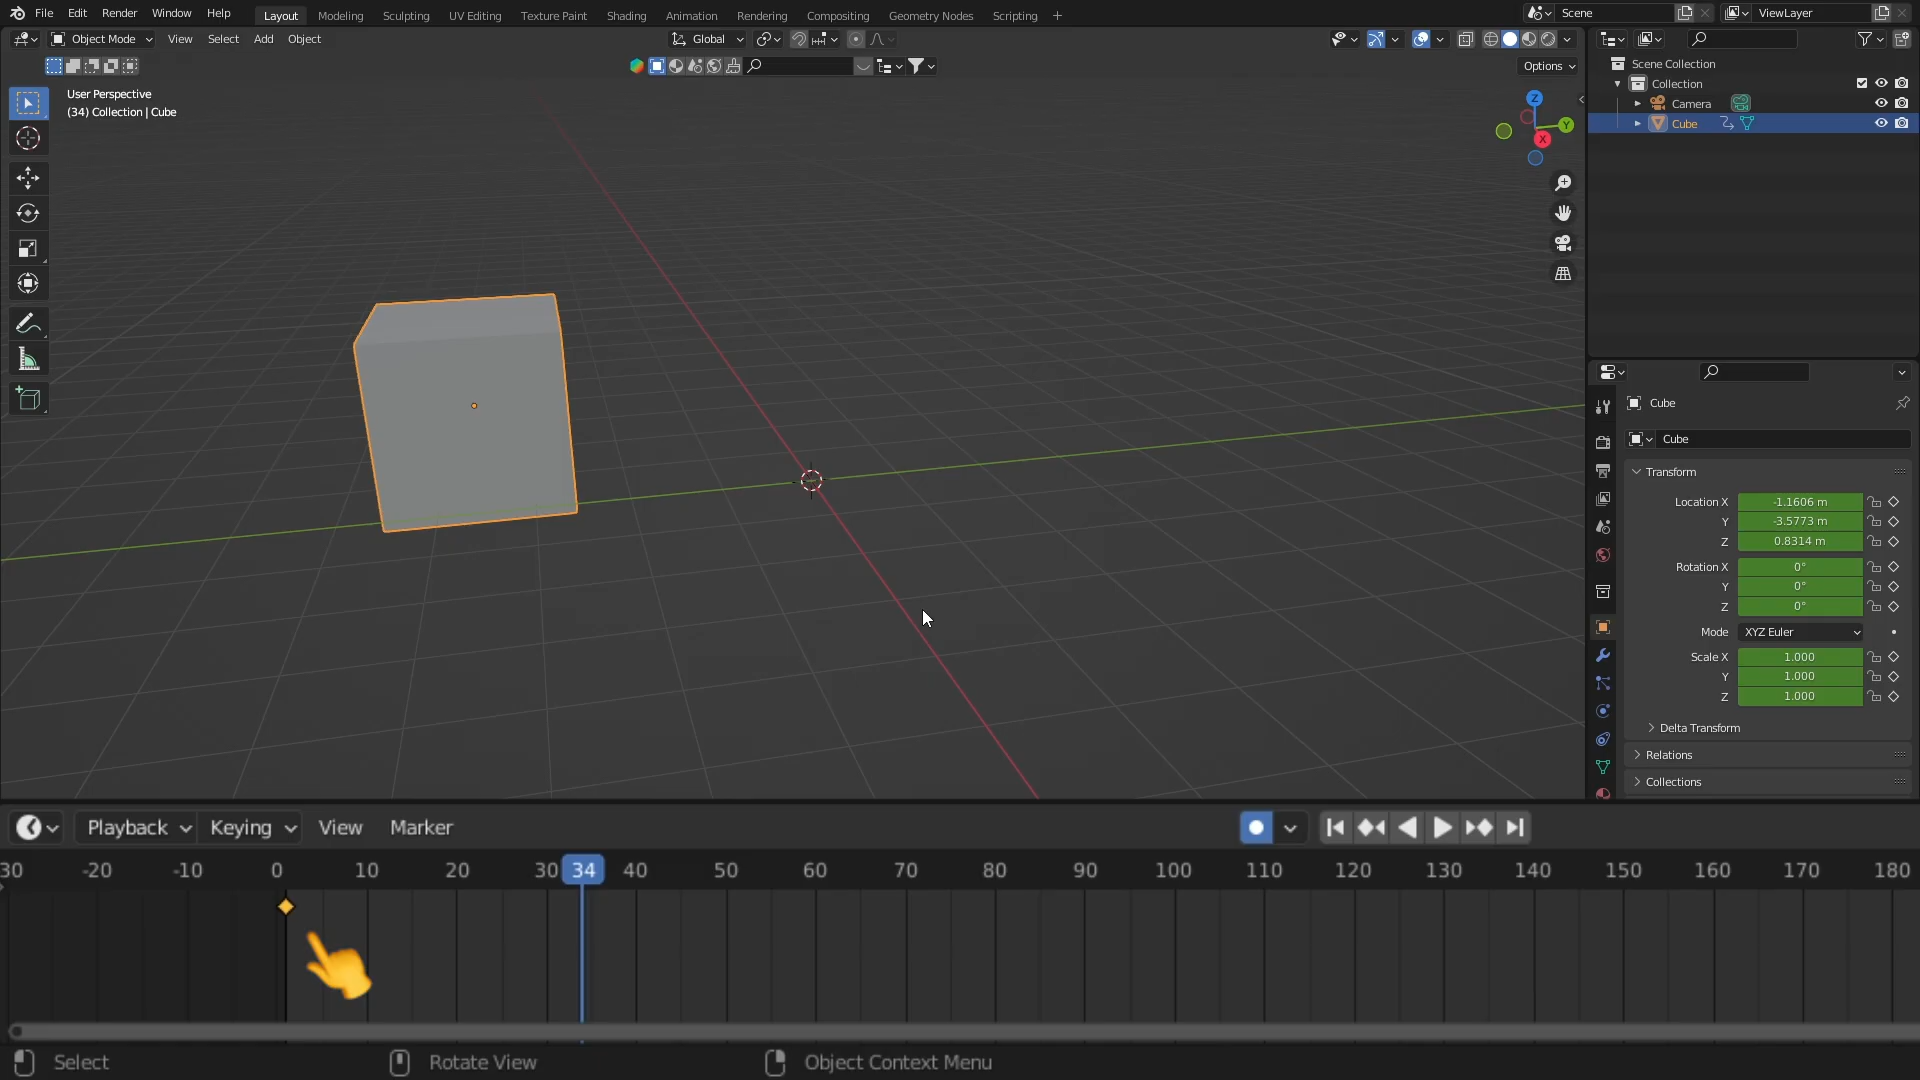 File Edit Render Window Help Layout Modeling Sculpting UV Editing Texture Paint Shading Animation Rendering Compositing Geometry Nodes Scripting + Scene ViewLayer
Object Mode View Select Add Object Global
Options
User Perspective
(34) Collection | Cube
Z
Y
X
Scene Collection
Collection
Camera
Cube
Cube
Cube
Transform
Location X -1.1606 m
Y -3.5773 m
Z 0.8314 m
Rotation X 0°
Y 0°
Z 0°
Mode XYZ Euler
Scale X 1.000
Y 1.000
Z 1.000
Delta Transform
Relations
Collections
Playback Keying View Marker
30 -20 -10 0 10 20 30 34 40 50 60 70 80 90 100 110 120 130 140 150 160 170 180
Select Rotate View Object Context Menu